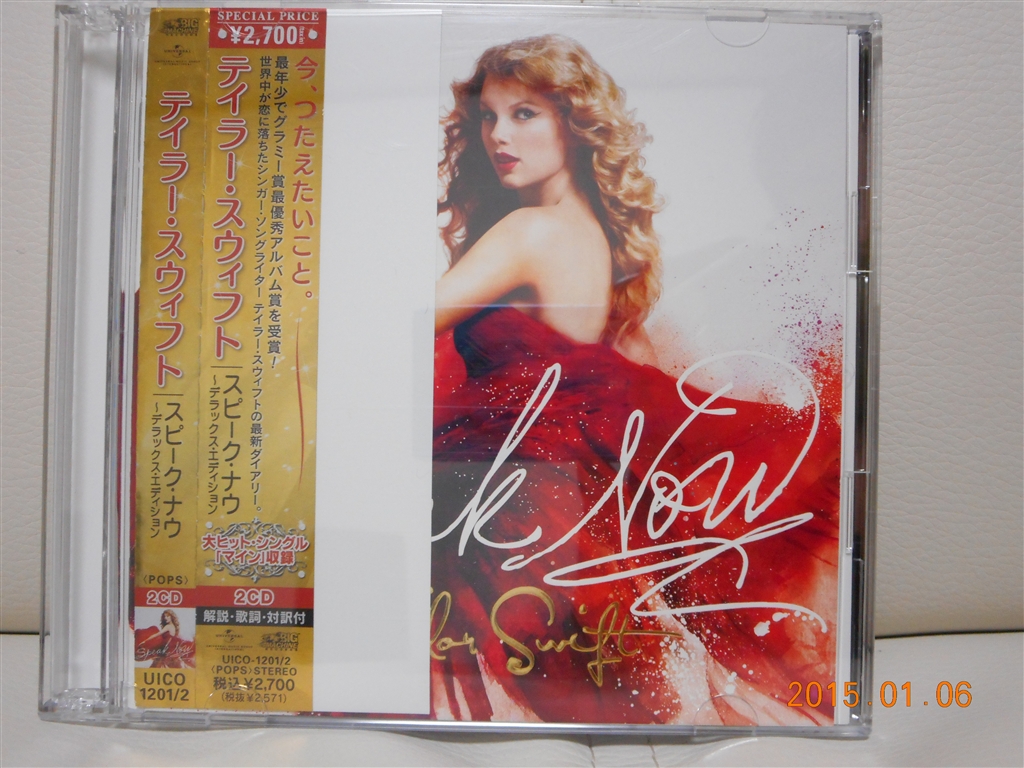 SPECIAL PRICE
¥2,700
今、つたえたいこと。
最年少でグラミー賞最優秀アルバム賞を受賞！
世界中が恋に落ちたシンガー・ソングライター テイラー・スウィフトの最新ダイアリー。
テイラー・スウィフト
スピーク・ナウ
～デラックス・エディション
大ヒット・シングル
「マイン」収録
2CD
解説・歌詞・対訳付
UNIVERSAL
BIG
UICO-1201/2
〈POPS〉STEREO
税込¥2,700
(税抜¥2,571)
BIG
UNIVERSAL
テイラー・スウィフト
スピーク・ナウ
～デラックス・エディション
〈POPS〉
2CD
Speak Now
UICO
1201/2
k Now
lor Swift
2015.01.06